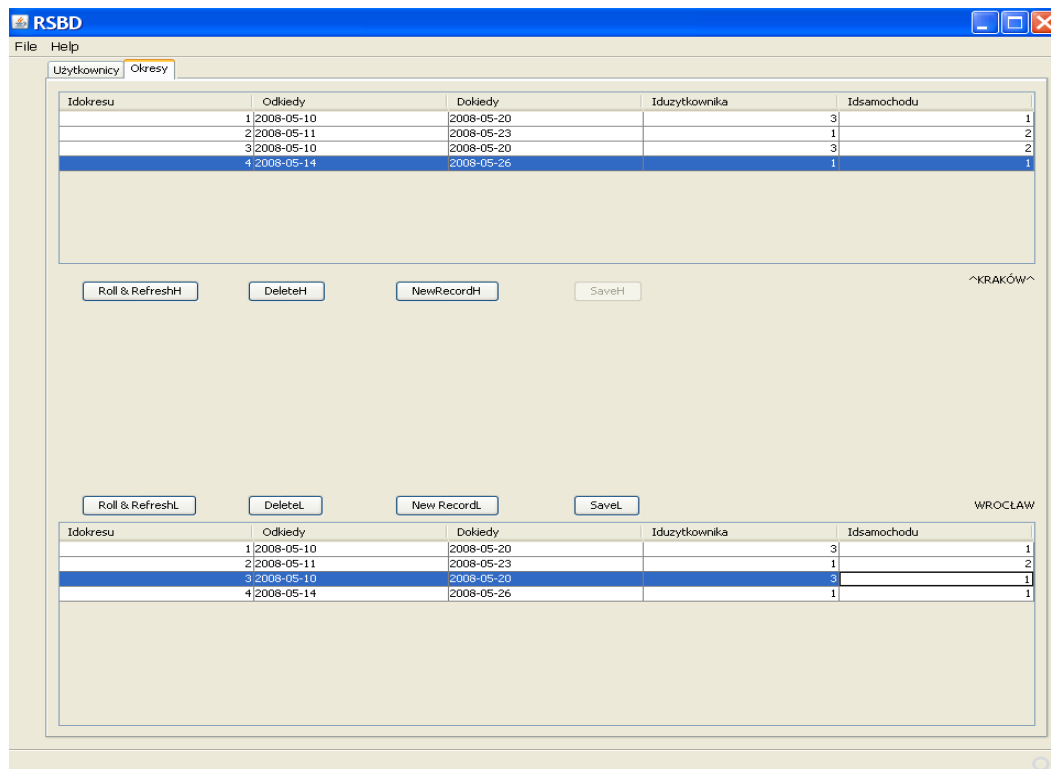 RSBD
File Help
Użytkownicy Okresy
Idokresu Odkiedy Dokiedy Iduzytkownika Idsamochodu
1 2008-05-10 2008-05-20 3 1
2 2008-05-11 2008-05-23 1 2
3 2008-05-10 2008-05-20 3 2
4 2008-05-14 2008-05-26 1 1
^KRAKÓW^
Roll & RefreshH DeleteH NewRecordH SaveH
Roll & RefreshL DeleteL New RecordL SaveL WROCŁAW
Idokresu Odkiedy Dokiedy Iduzytkownika Idsamochodu
1 2008-05-10 2008-05-20 3 1
2 2008-05-11 2008-05-23 1 2
3 2008-05-10 2008-05-20 3 1
4 2008-05-14 2008-05-26 1 1